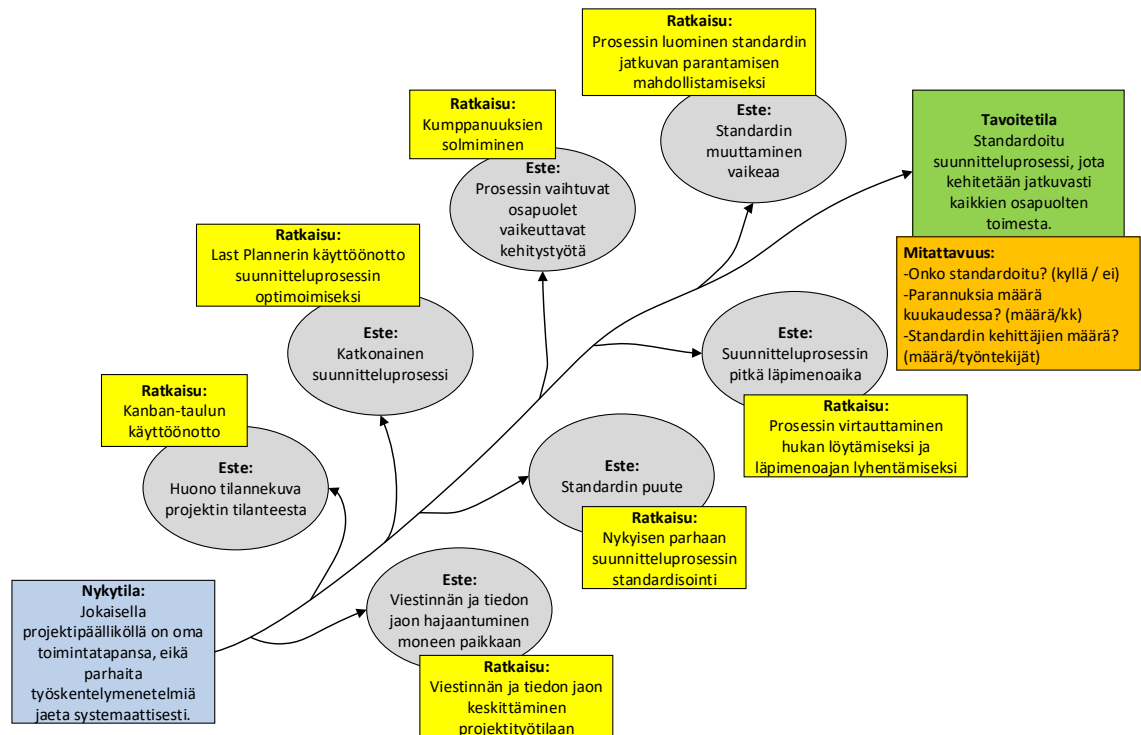 Ratkaisu:
Prosessin luominen standardin
jatkuvan parantamisen
mahdollistamiseksi
Este:
Standardin
muuttaminen
vaikeaa
Tavoitetila
Standardoitu
suunnitteluprosessi, jota
kehitetään jatkuvasti
kaikkien osapuolten
toimesta.
Mitattavuus:
-Onko standardoitu? (kyllä / ei)
-Parannuksia määrä
kuukaudessa? (määrä/kk)
-Standardin kehittäjien määrä?
(määrä/työntekijät)
Ratkaisu:
Kumppanuuksien
solmiminen
Este:
Prosessin vaihtuvat
osapuolet
vaikeuttavat
kehitystyötä
Ratkaisu:
Last Plannerin käyttöönotto
suunnitteluprosessin
optimoimiseksi
Este:
Katkonainen
suunnitteluprosessi
Este:
Suunnitteluprosessin
pitkä läpimenoaika
Ratkaisu:
Prosessin virtauttaminen
hukan löytämiseksi ja
läpimenoajan lyhentämiseksi
Ratkaisu:
Kanban-taulun
käyttöönotto
Este:
Huono tilannekuva
projektin tilanteesta
Este:
Standardin puute
Ratkaisu:
Nykyisen parhaan
suunnitteluprosessin
standardisointi
Nykytila:
Jokaisella
projektipäälliköllä on oma
toimintatapansa, eikä
parhaita
työskentelymenetelmiä
jaeta systemaattisesti.
Este:
Viestinnän ja tiedon
jaon hajaantuminen
moneen paikkaan
Ratkaisu:
Viestinnän ja tiedon jaon
keskittäminen
projektityötilaan